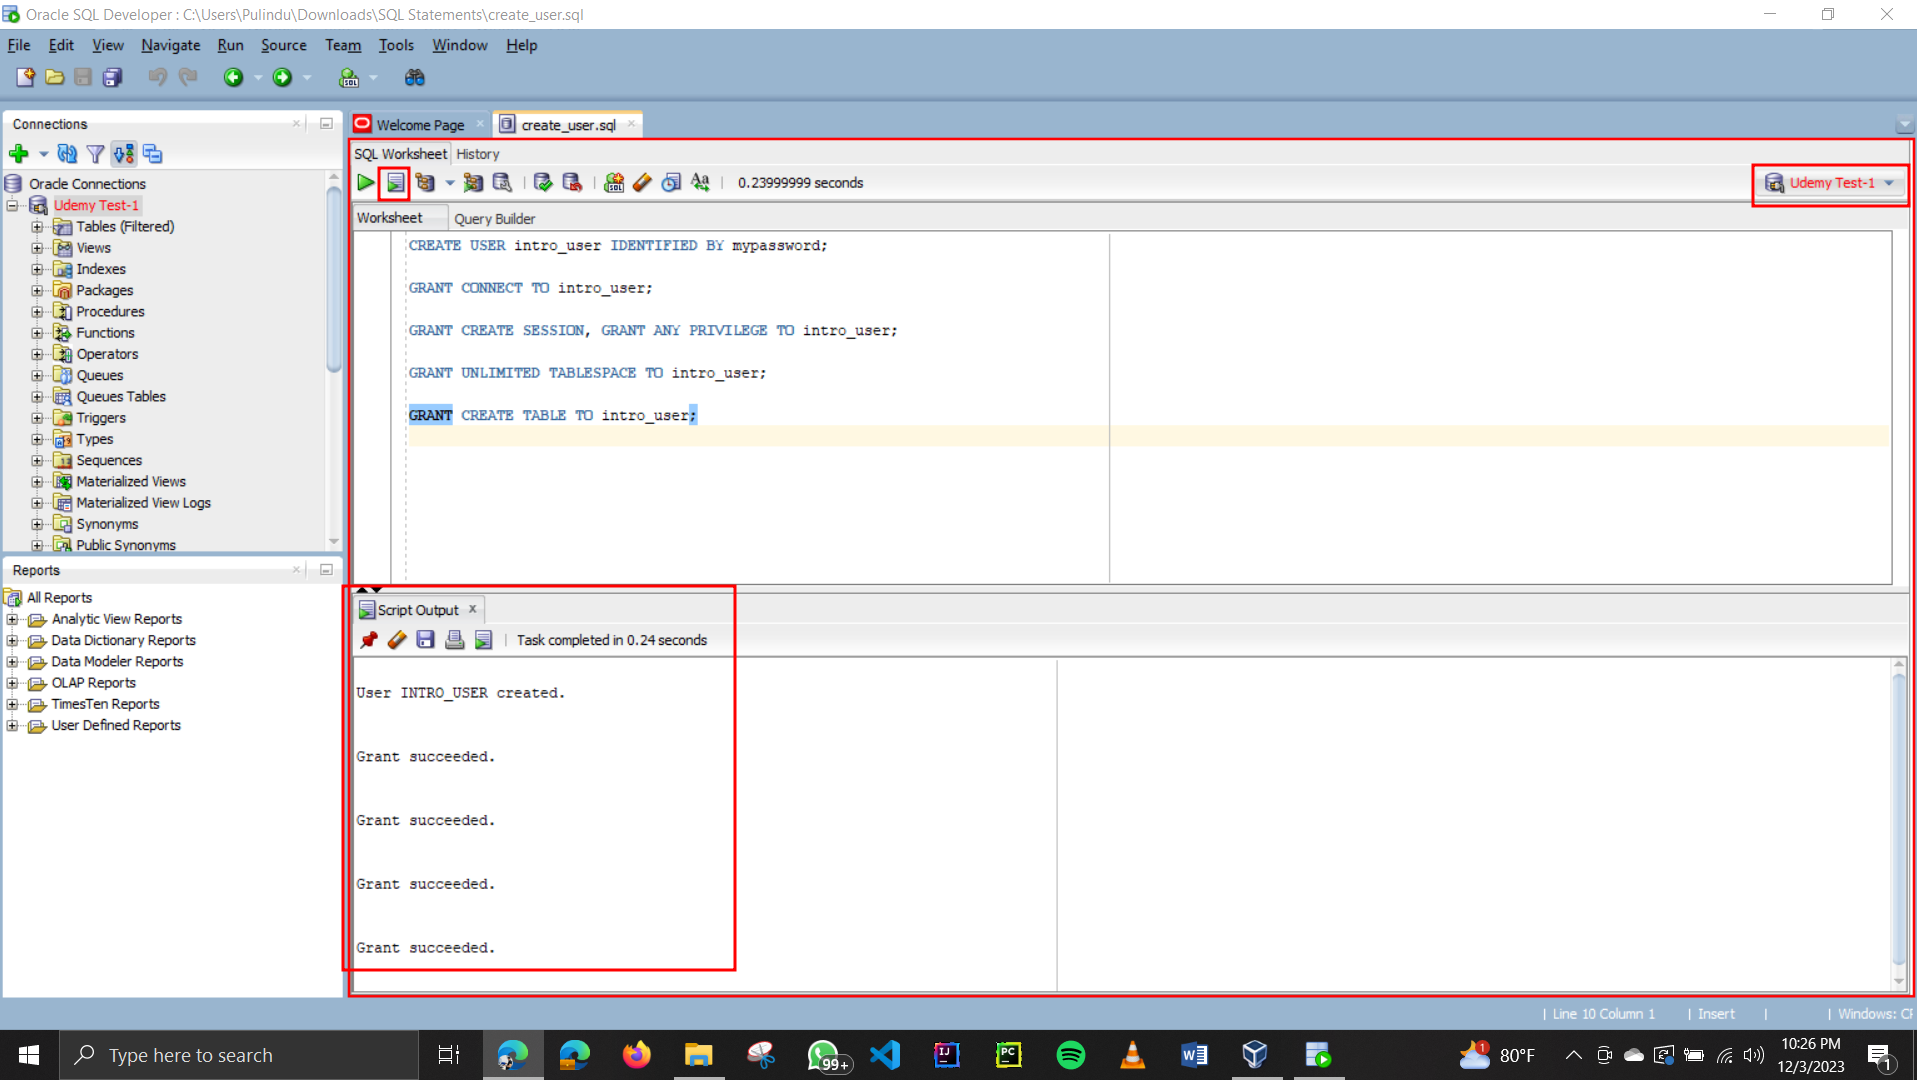 Oracle SQL Developer : C:\Users\Pulindu\Downloads\SQL Statements\create_user.sql
File Edit View Navigate Run Source Team Tools Window Help
Connections
Oracle Connections
Udemy Test-1
Tables (Filtered)
Views
Indexes
Packages
Procedures
Functions
Operators
Queues
Queues Tables
Triggers
Types
Sequences
Materialized Views
Materialized View Logs
Synonyms
Public Synonyms
Reports
All Reports
Analytic View Reports
Data Dictionary Reports
Data Modeler Reports
OLAP Reports
TimesTen Reports
User Defined Reports
Welcome Page create_user.sql
SQL Worksheet History
0.23999999 seconds
Udemy Test-1
Worksheet Query Builder
CREATE USER intro_user IDENTIFIED BY mypassword;
GRANT CONNECT TO intro_user;
GRANT CREATE SESSION, GRANT ANY PRIVILEGE TO intro_user;
GRANT UNLIMITED TABLESPACE TO intro_user;
GRANT CREATE TABLE TO intro_user;
Script Output
Task completed in 0.24 seconds
User INTRO_USER created.
Grant succeeded.
Grant succeeded.
Grant succeeded.
Grant succeeded.
Line 10 Column 1 Insert Windows: CF
Type here to search
99+
80°F
10:26 PM
12/3/2023
1